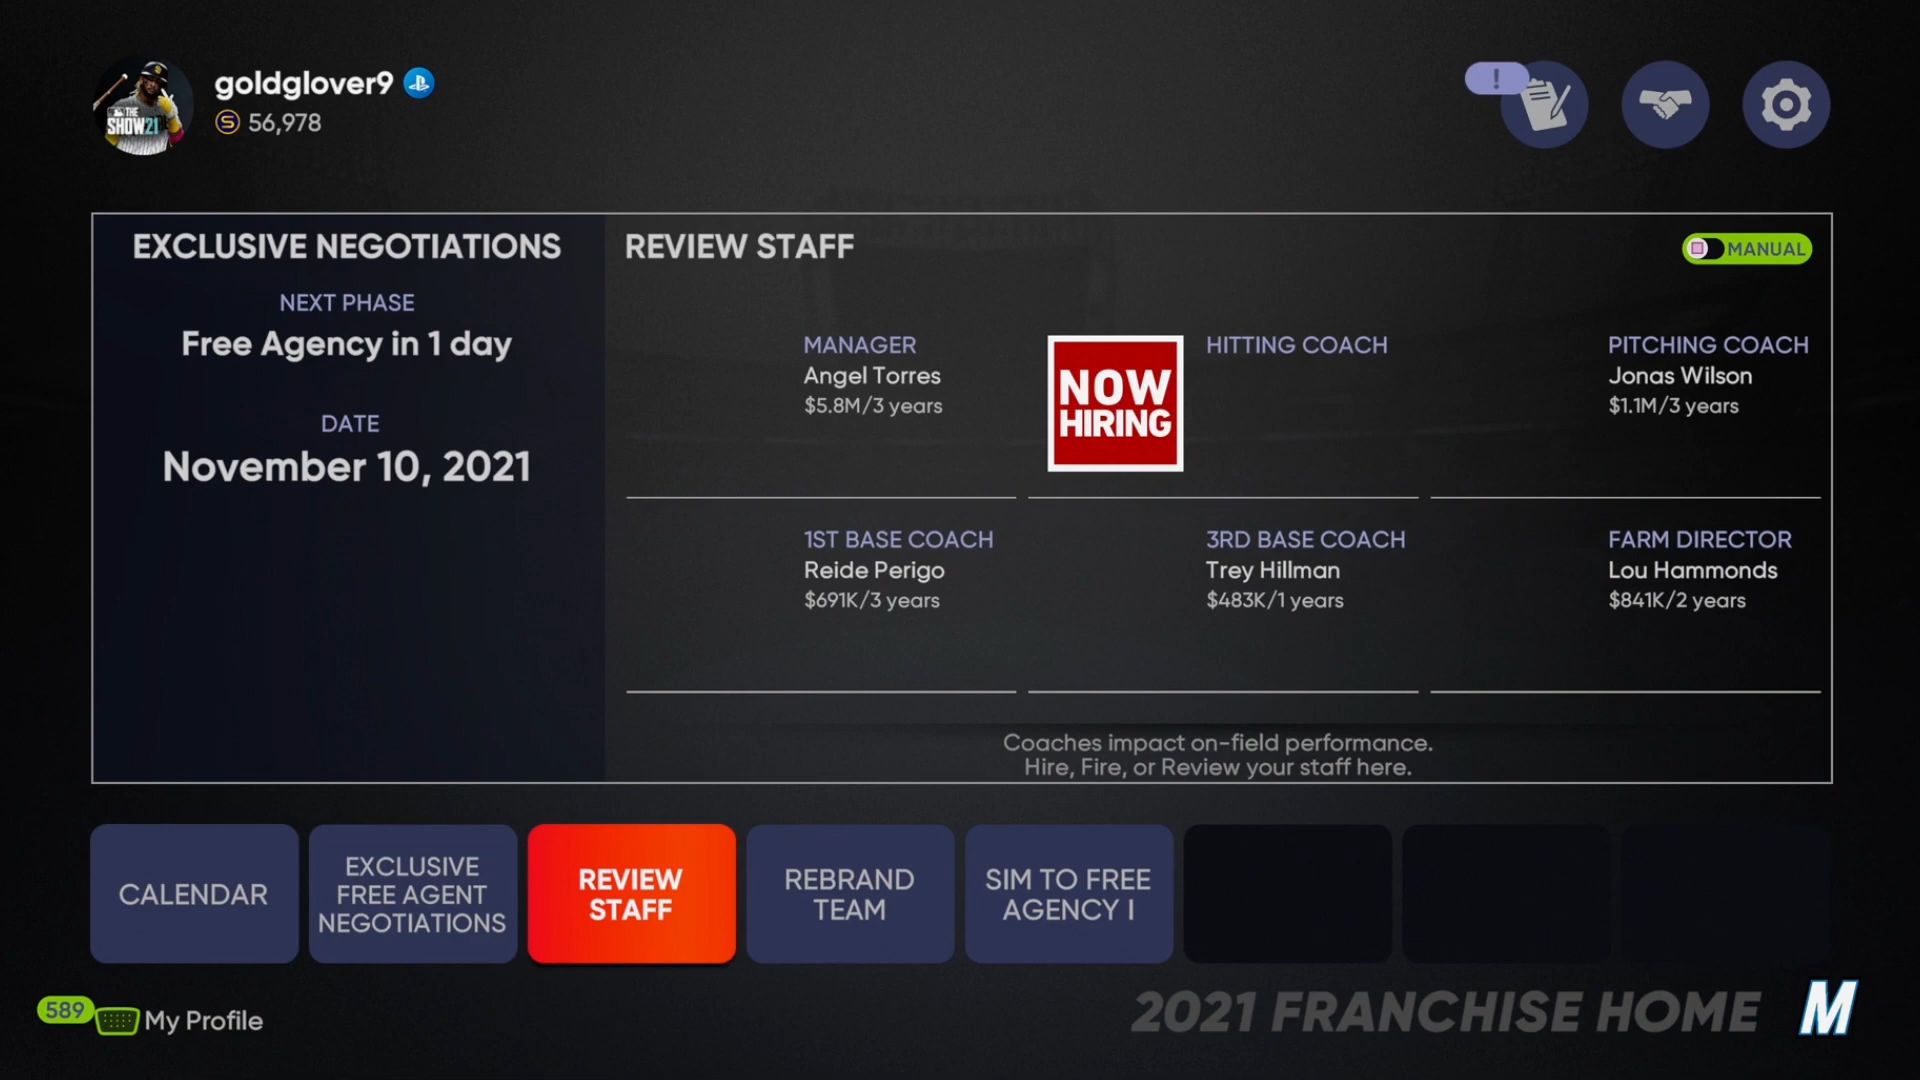 goldglover9
56,978
THE
SHOW21
!
EXCLUSIVE NEGOTIATIONS
NEXT PHASE
Free Agency in 1 day
DATE
November 10, 2021
REVIEW STAFF
MANUAL
MANAGER
Angel Torres
$5.8M/3 years
NOW
HIRING
HITTING COACH
PITCHING COACH
Jonas Wilson
$1.1M/3 years
1ST BASE COACH
Reide Perigo
$691K/3 years
3RD BASE COACH
Trey Hillman
$483K/1 years
FARM DIRECTOR
Lou Hammonds
$841K/2 years
Coaches impact on-field performance.
Hire, Fire, or Review your staff here.
CALENDAR
EXCLUSIVE
FREE AGENT
NEGOTIATIONS
REVIEW
STAFF
REBRAND
TEAM
SIM TO FREE
AGENCY I
589
My Profile
2021 FRANCHISE HOME
M